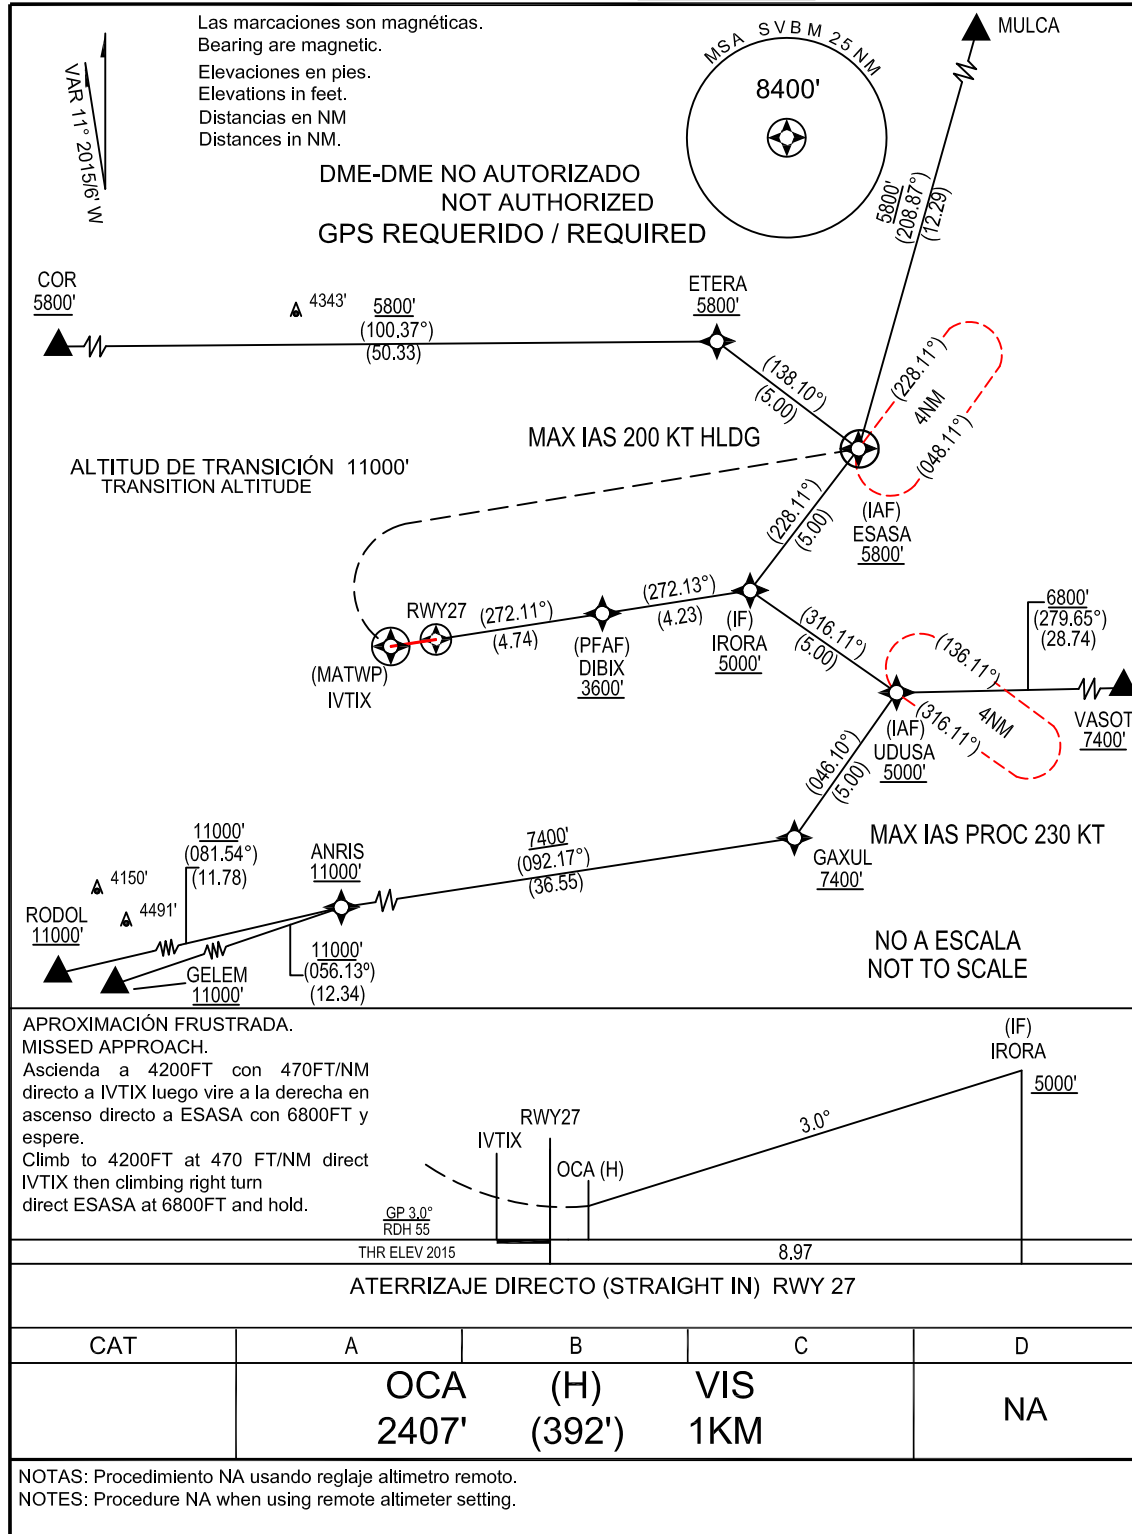 Las marcaciones son magnéticas.
Bearing are magnetic.
Elevaciones en pies.
Elevations in feet.
Distancias en NM
Distances in NM.
VAR 11° 2015/6' W
MSA SVBM 25 NM
8400'
MULCA
DME-DME NO AUTORIZADO
NOT AUTHORIZED
GPS REQUERIDO / REQUIRED
5800'
(208.87°)
(12.29)
COR
5800'
4343'
5800'
(100.37°)
(50.33)
ETERA
5800'
(138.10°)
(5.00)
(228.11°)
4NM
(048.11°)
MAX IAS 200 KT HLDG
ALTITUD DE TRANSICIÓN 11000'
TRANSITION ALTITUDE
(228.11°)
(5.00)
(IAF)
ESASA
5800'
RWY27
(272.11°)
(4.74)
(272.13°)
(4.23)
(MATWP)
IVTIX
(PFAF)
DIBIX
3600'
(IF)
IRORA
5000'
(316.11°)
(5.00)
6800'
(279.65°)
(28.74)
(136.11°)
4NM
(316.11°)
(IAF)
UDUSA
5000'
VASOT
7400'
(046.10°)
(5.00)
11000'
(081.54°)
(11.78)
ANRIS
11000'
7400'
(092.17°)
(36.55)
GAXUL
7400'
MAX IAS PROC 230 KT
4150'
4491'
RODOL
11000'
GELEM
11000'
11000'
(056.13º)
(12.34)
NO A ESCALA
NOT TO SCALE
APROXIMACIÓN FRUSTRADA.
MISSED APPROACH.
Ascienda a 4200FT con 470FT/NM
directo a IVTIX luego vire a la derecha en
ascenso directo a ESASA con 6800FT y
espere.
Climb to 4200FT at 470 FT/NM direct
IVTIX then climbing right turn
direct ESASA at 6800FT and hold.
(IF)
IRORA
5000'
3.0°
RWY27
IVTIX
OCA (H)
GP 3.0°
RDH 55
THR ELEV 2015
8.97
ATERRIZAJE DIRECTO (STRAIGHT IN) RWY 27
CAT A B C D
OCA (H) VIS
2407' (392') 1KM
NA
NOTAS: Procedimiento NA usando reglaje altimetro remoto.
NOTES: Procedure NA when using remote altimeter setting.